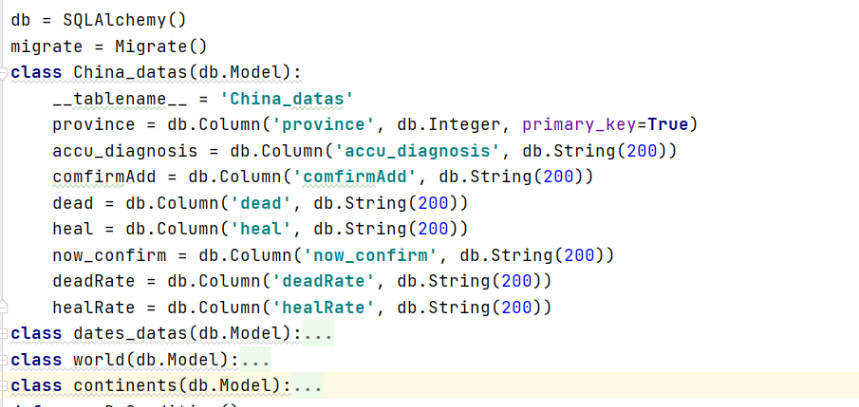 db = SQLAlchemy()
migrate = Migrate()
class China_datas(db.Model):
    __tablename__ = 'China_datas'
    province = db.Column('province', db.Integer, primary_key=True)
    accu_diagnosis = db.Column('accu_diagnosis', db.String(200))
    comfirmAdd = db.Column('comfirmAdd', db.String(200))
    dead = db.Column('dead', db.String(200))
    heal = db.Column('heal', db.String(200))
    now_confirm = db.Column('now_confirm', db.String(200))
    deadRate = db.Column('deadRate', db.String(200))
    healRate = db.Column('healRate', db.String(200))
class dates_datas(db.Model):...
class world(db.Model):...
class continents(db.Model):...